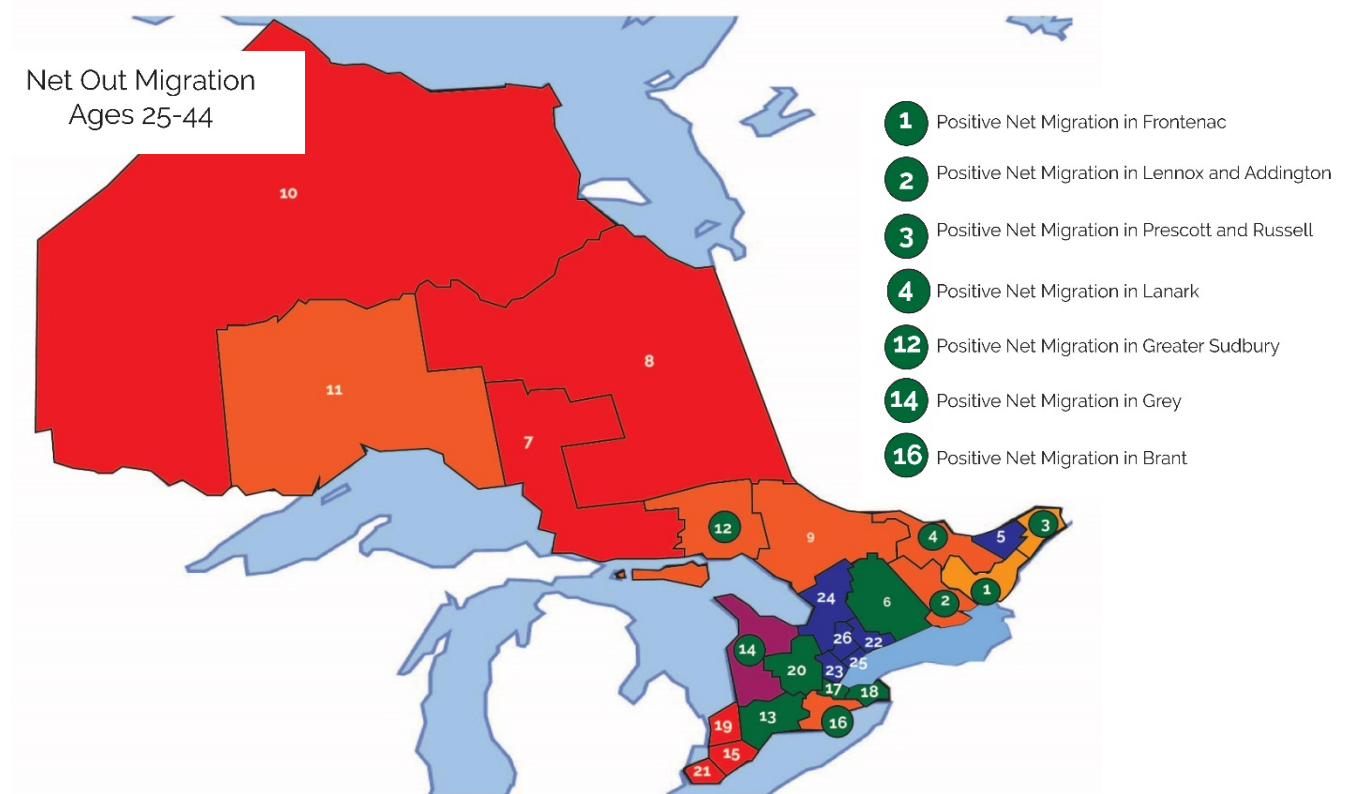 Net Out Migration
Ages 25-44
1 Positive Net Migration in Frontenac
2 Positive Net Migration in Lennox and Addington
3 Positive Net Migration in Prescott and Russell
4 Positive Net Migration in Lanark
12 Positive Net Migration in Greater Sudbury
14 Positive Net Migration in Grey
16 Positive Net Migration in Brant
10
8
11
7
12
9
4
5
3
24
6
2
1
26
22
14
20
23
25
17
18
13
16
19
15
21